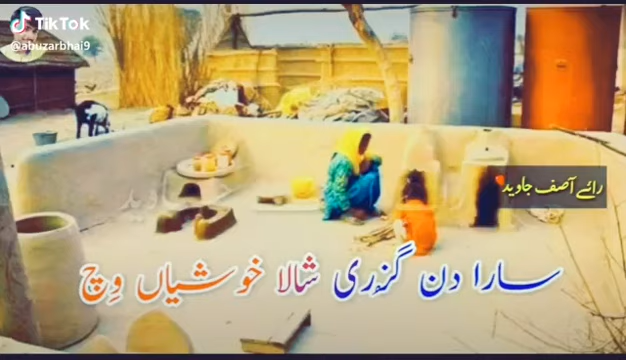 TikTok
@abuzarbhai9
رائے آصف جاوید
سارا دن گزری شالا خوشیاں وِچ